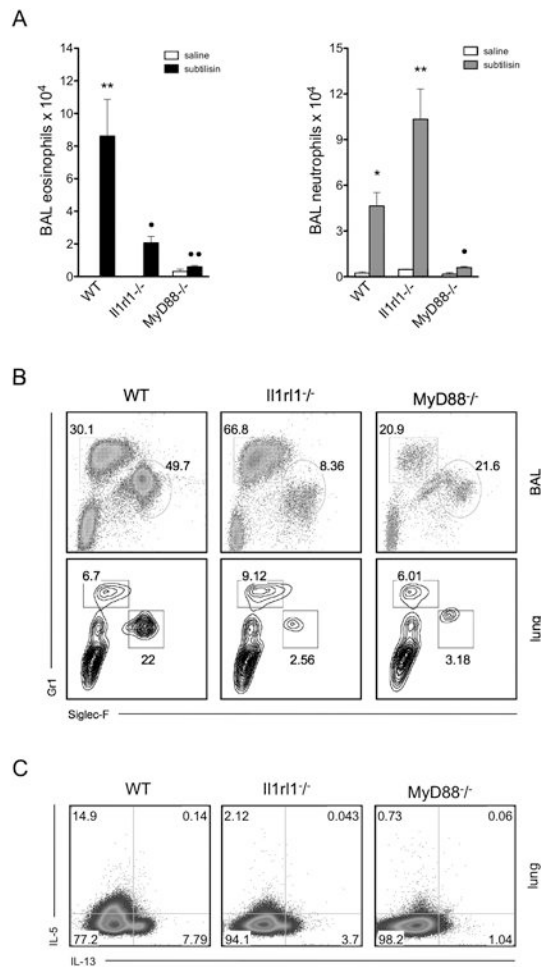 A
14
12
10
8
6
4
2
0
BAL eosinophils x 10⁴
saline
subtilisin
**
•
••
WT
Il1rl1-/-
MyD88-/-
15
12
9
6
3
0
BAL neutrophils x 10⁴
saline
subtilisin
*
**
•
WT
Il1rl1-/-
MyD88-/-
B
WT Il1rl1⁻/⁻ MyD88⁻/⁻
30.1 49.7
66.8 8.36
20.9 21.6
BAL
6.7 22
9.12 2.56
6.01 3.18
lung
Gr1
Siglec-F
C
WT Il1rl1⁻/⁻ MyD88⁻/⁻
14.9 0.14
77.2 7.79
2.12 0.043
94.1 3.7
0.73 0.06
98.2 1.04
lung
IL-5
IL-13